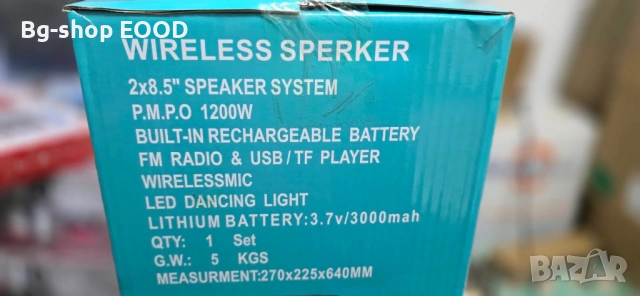 Bg-shop EOOD
WIRELESS SPERKER
2x8.5" SPEAKER SYSTEM
P.M.P.O 1200W
BUILT-IN RECHARGEABLE BATTERY
FM RADIO & USB/TF PLAYER
WIRELESSMIC
LED DANCING LIGHT
LITHIUM BATTERY:3.7v/3000mah
QTY: 1 Set
G.W.: 5 KGS
MEASURMENT:270x225x640MM
BAZAR